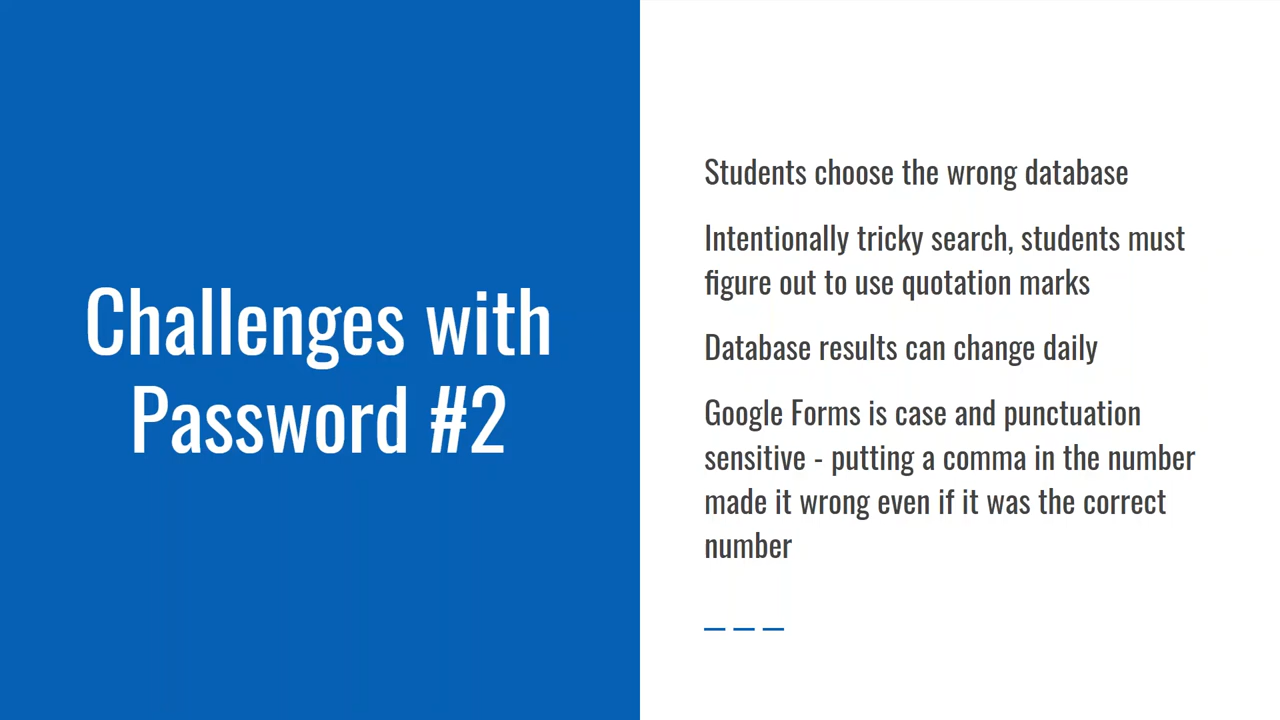 Challenges with
Password #2
Students choose the wrong database
Intentionally tricky search, students must
figure out to use quotation marks
Database results can change daily
Google Forms is case and punctuation
sensitive - putting a comma in the number
made it wrong even if it was the correct
number